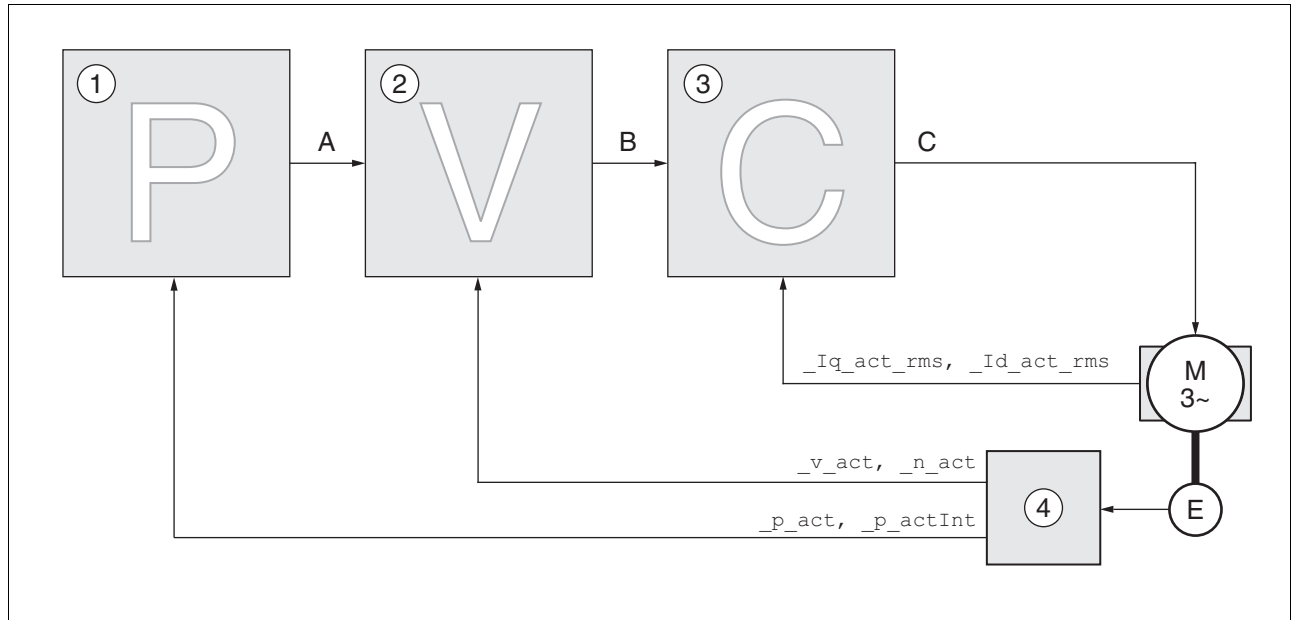 1
P
A
2
V
B
3
C
C
_Iq_act_rms, _Id_act_rms
M
3~
_v_act, _n_act
_p_act, _p_actInt
4
E